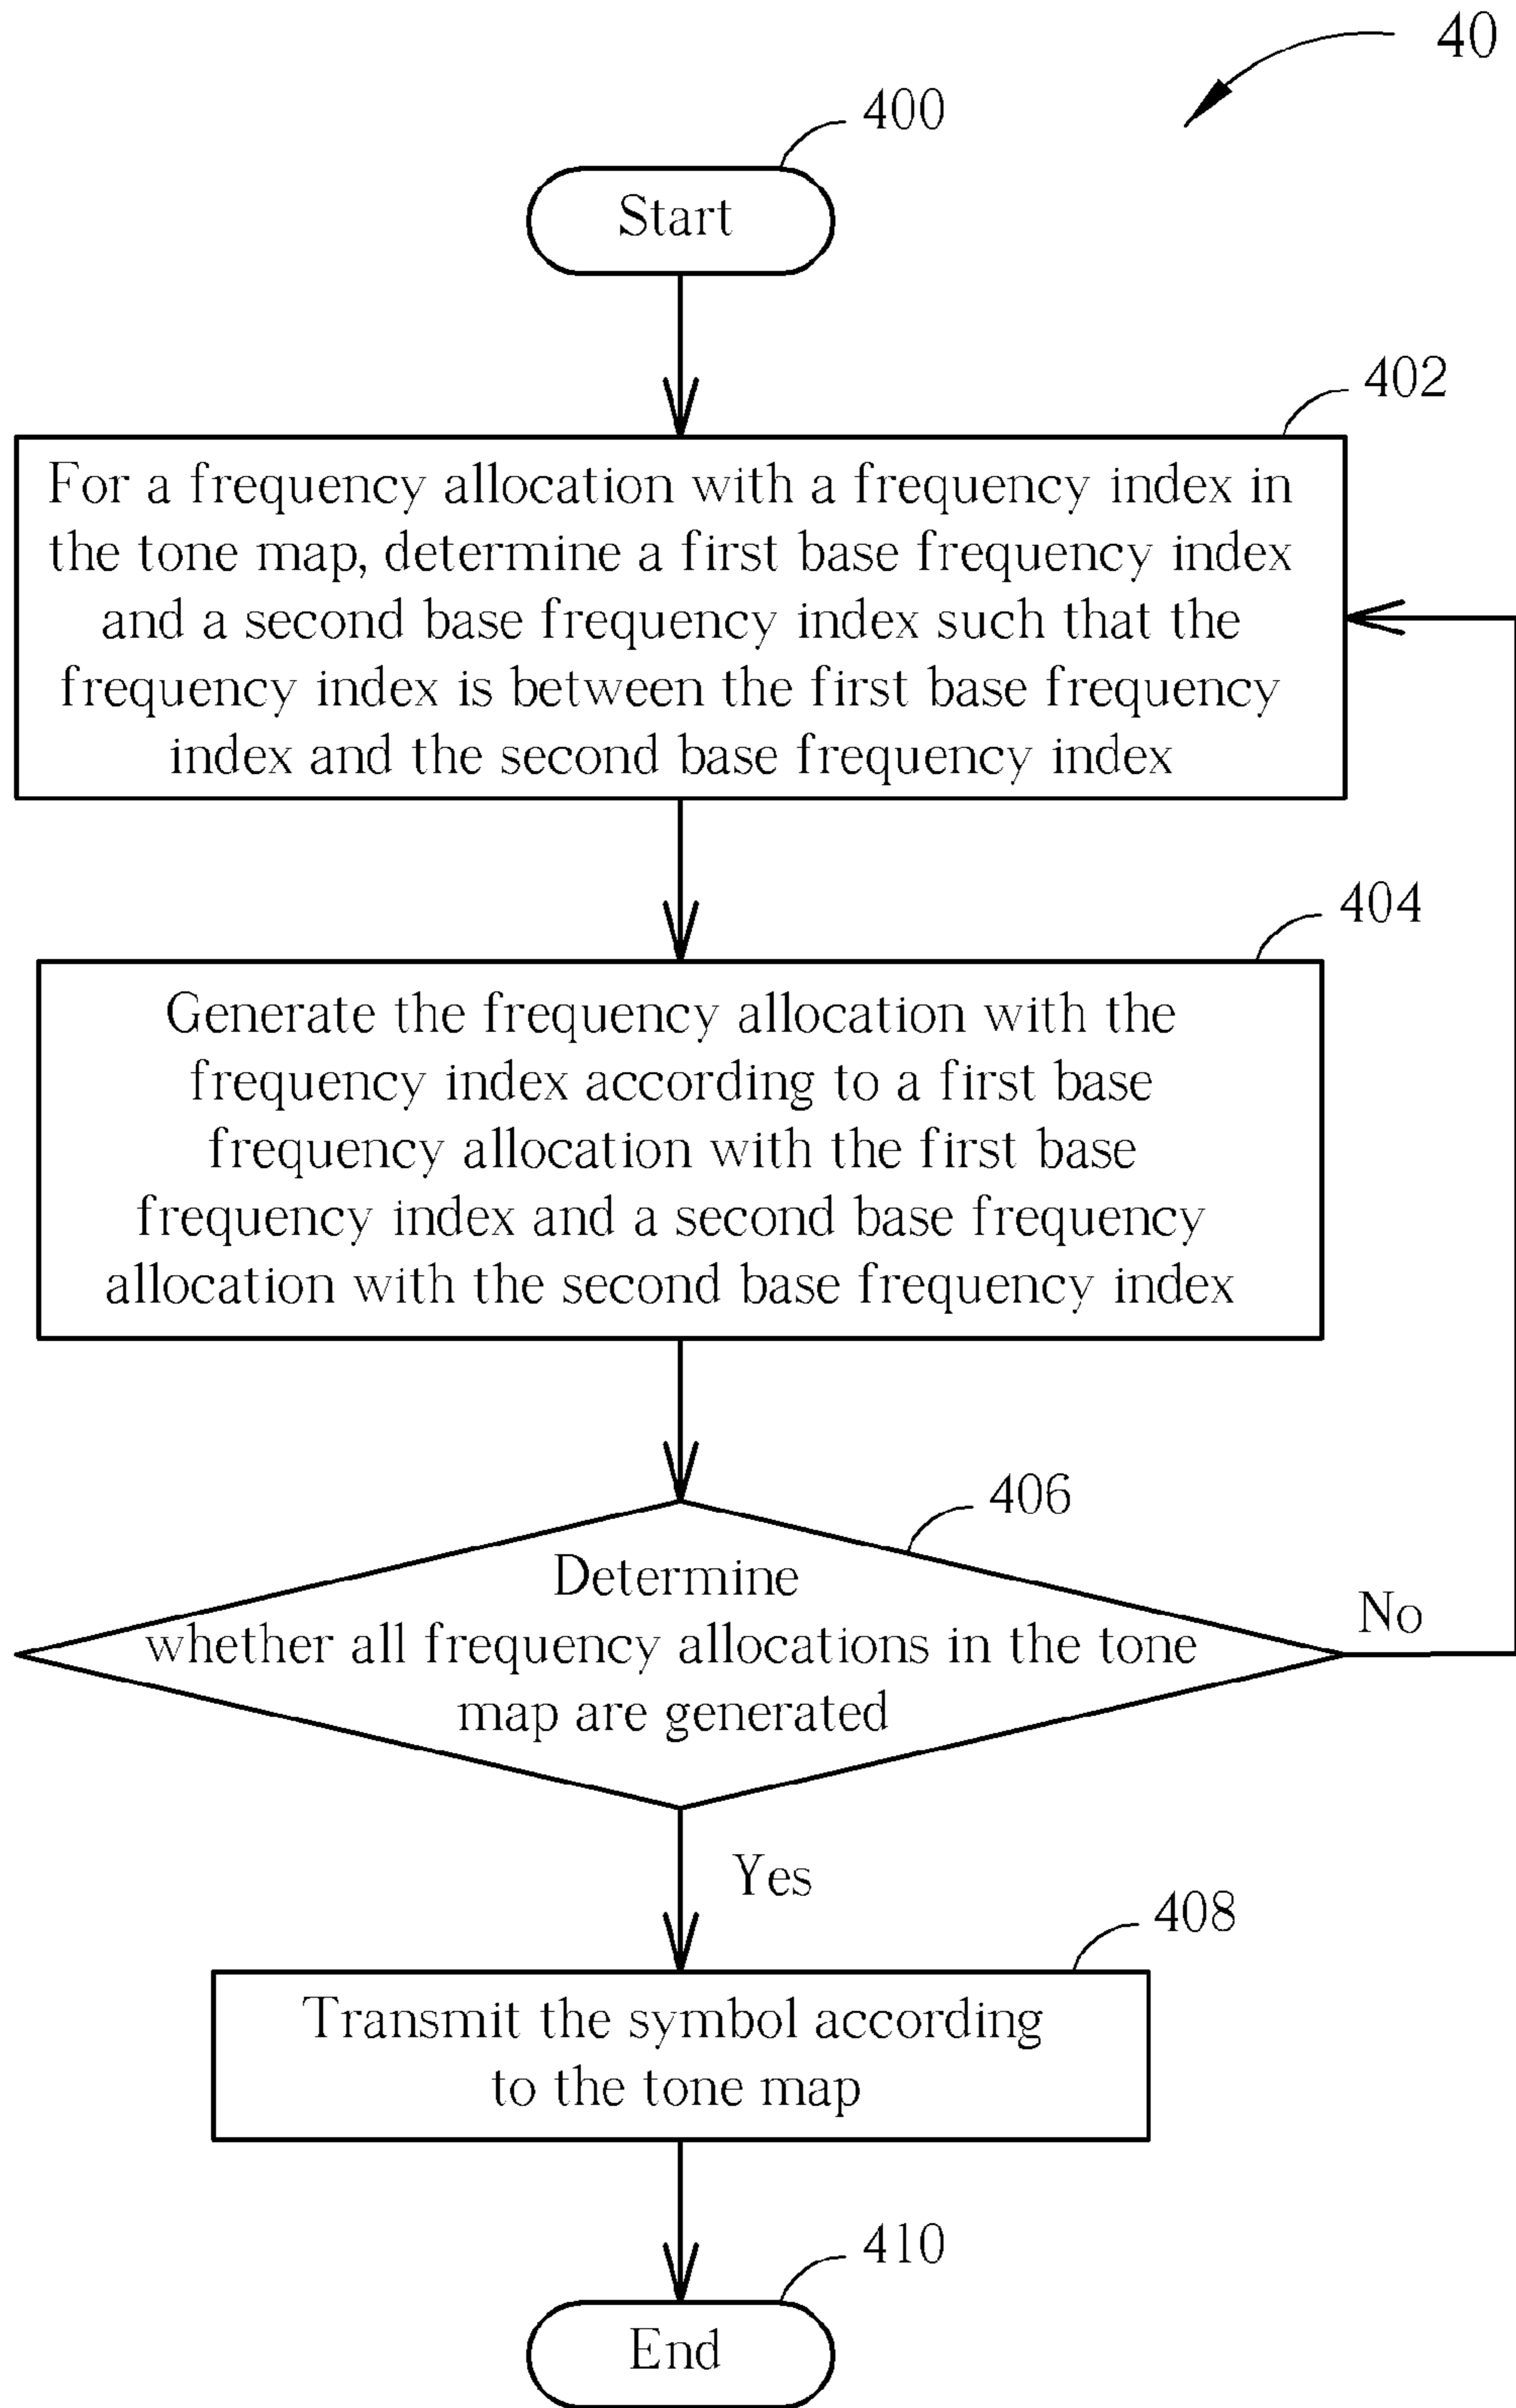 40
400
Start
402
For a frequency allocation with a frequency index in
the tone map, determine a first base frequency index
and a second base frequency index such that the
frequency index is between the first base frequency
index and the second base frequency index
404
Generate the frequency allocation with the
frequency index according to a first base
frequency allocation with the first base
frequency index and a second base frequency
allocation with the second base frequency index
406
Determine
whether all frequency allocations in the tone
map are generated
No
Yes
408
Transmit the symbol according
to the tone map
410
End